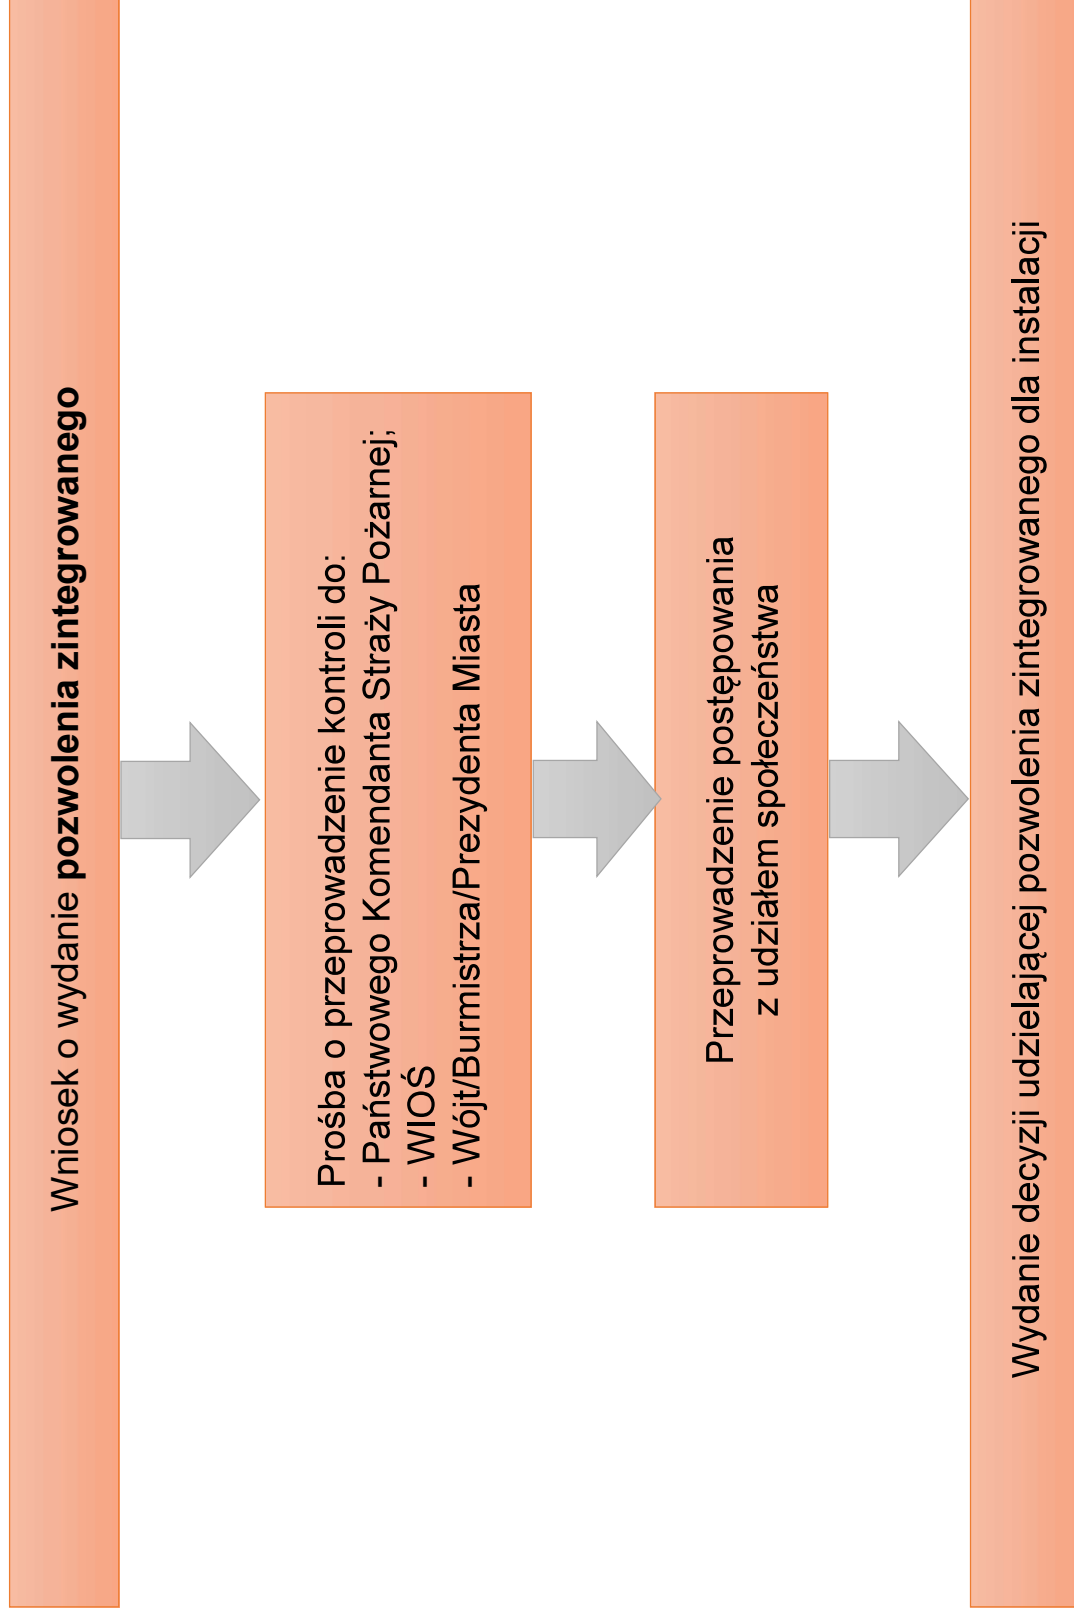 Wniosek o wydanie pozwolenia zintegrowanego
Prośba o przeprowadzenie kontroli do:
- Państwowego Komendanta Straży Pożarnej;
- WIOŚ
- Wójt/Burmistrza/Prezydenta Miasta
Przeprowadzenie postępowania
z udziałem społeczeństwa
Wydanie decyzji udzielającej pozwolenia zintegrowanego dla instalacji